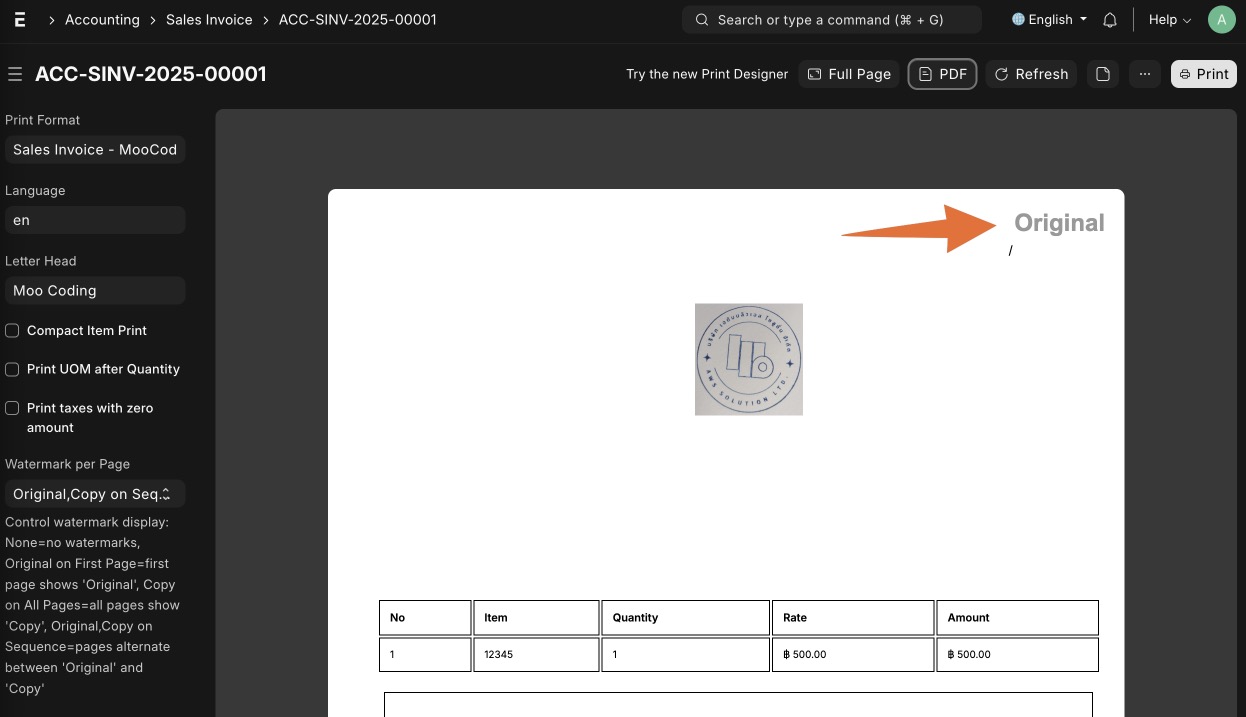 Accounting > Sales Invoice > ACC-SINV-2025-00001
Search or type a command (⌘ + G)
English
Help
A
ACC-SINV-2025-00001
Try the new Print Designer
Full Page
PDF
Refresh
...
Print
Print Format
Sales Invoice - MooCod
Language
en
Letter Head
Moo Coding
Compact Item Print
Print UOM after Quantity
Print taxes with zero
amount
Watermark per Page
Original,Copy on Seq.
Control watermark display:
None=no watermarks,
Original on First Page=first
page shows 'Original', Copy
on All Pages=all pages show
'Copy', Original,Copy on
Sequence=pages alternate
between 'Original' and
'Copy'
Original
/
AWS SOLUTION LTD.
No Item Quantity Rate Amount
1 12345 1 ฿ 500.00 ฿ 500.00